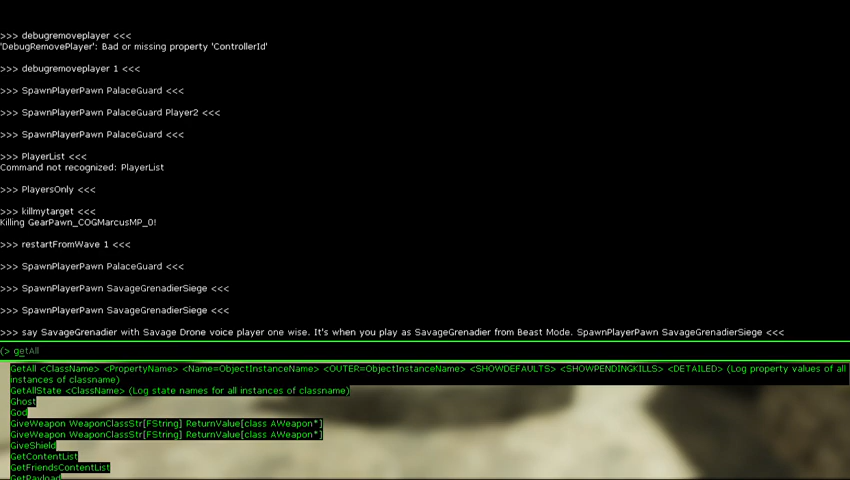 >>> debugremoveplayer <<<
'DebugRemovePlayer': Bad or missing property 'ControllerId'
>>> debugremoveplayer 1 <<<
>>> SpawnPlayerPawn PalaceGuard <<<
>>> SpawnPlayerPawn PalaceGuard Player2 <<<
>>> SpawnPlayerPawn PalaceGuard <<<
>>> PlayerList <<<
Command not recognized: PlayerList
>>> PlayersOnly <<<
>>> killmytarget <<<
Killing GearPawn_COGMarcusMP_0!
>>> restartFromWave 1 <<<
>>> SpawnPlayerPawn PalaceGuard <<<
>>> SpawnPlayerPawn SavageGrenadierSiege <<<
>>> SpawnPlayerPawn SavageGrenadierSiege <<<
>>> say SavageGrenadier with Savage Drone voice player one wise. It's when you play as SavageGrenadier from Beast Mode. SpawnPlayerPawn SavageGrenadierSiege <<<
(> getAll
GetAll <ClassName> <PropertyName> <Name=ObjectInstanceName> <OUTER=ObjectInstanceName> <SHOWDEFAULTS> <SHOWPENDINGKILLS> <DETAILED> (Log property values of all
instances of classname)
GetAllState <ClassName> (Log state names for all instances of classname)
Ghost
God
GiveWeapon WeaponClassStr[FString] ReturnValue[class AWeapon*]
GiveWeapon WeaponClassStr[FString] ReturnValue[class AWeapon*]
GiveShield
GetContentList
GetFriendsContentList
GetPayload